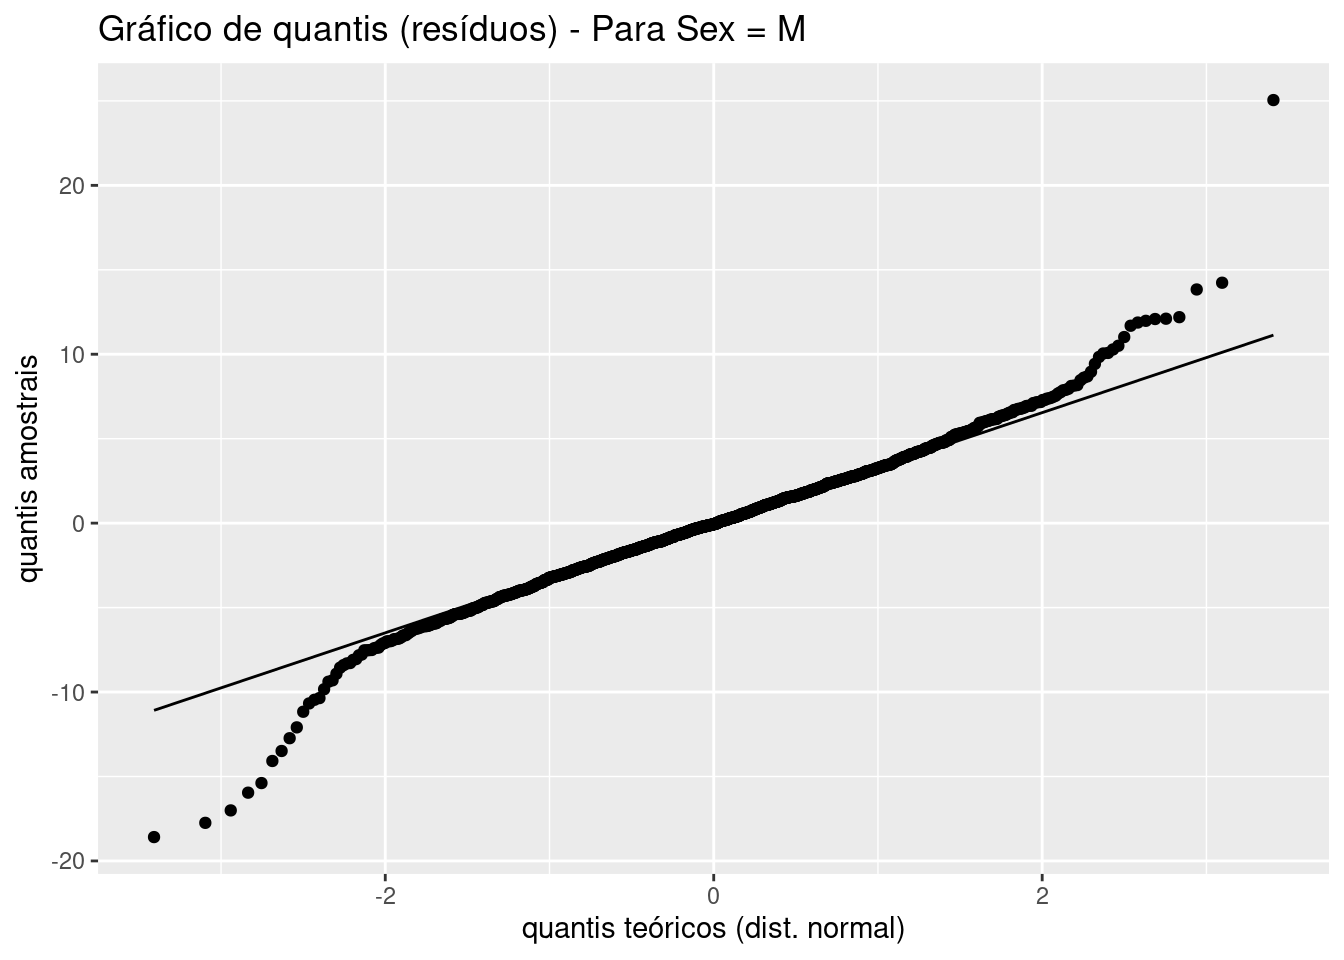 Gráfico de quantis (resíduos) - Para Sex = M
20
10
0
-10
-20
quantis amostrais
-2
0
2
quantis teóricos (dist. normal)